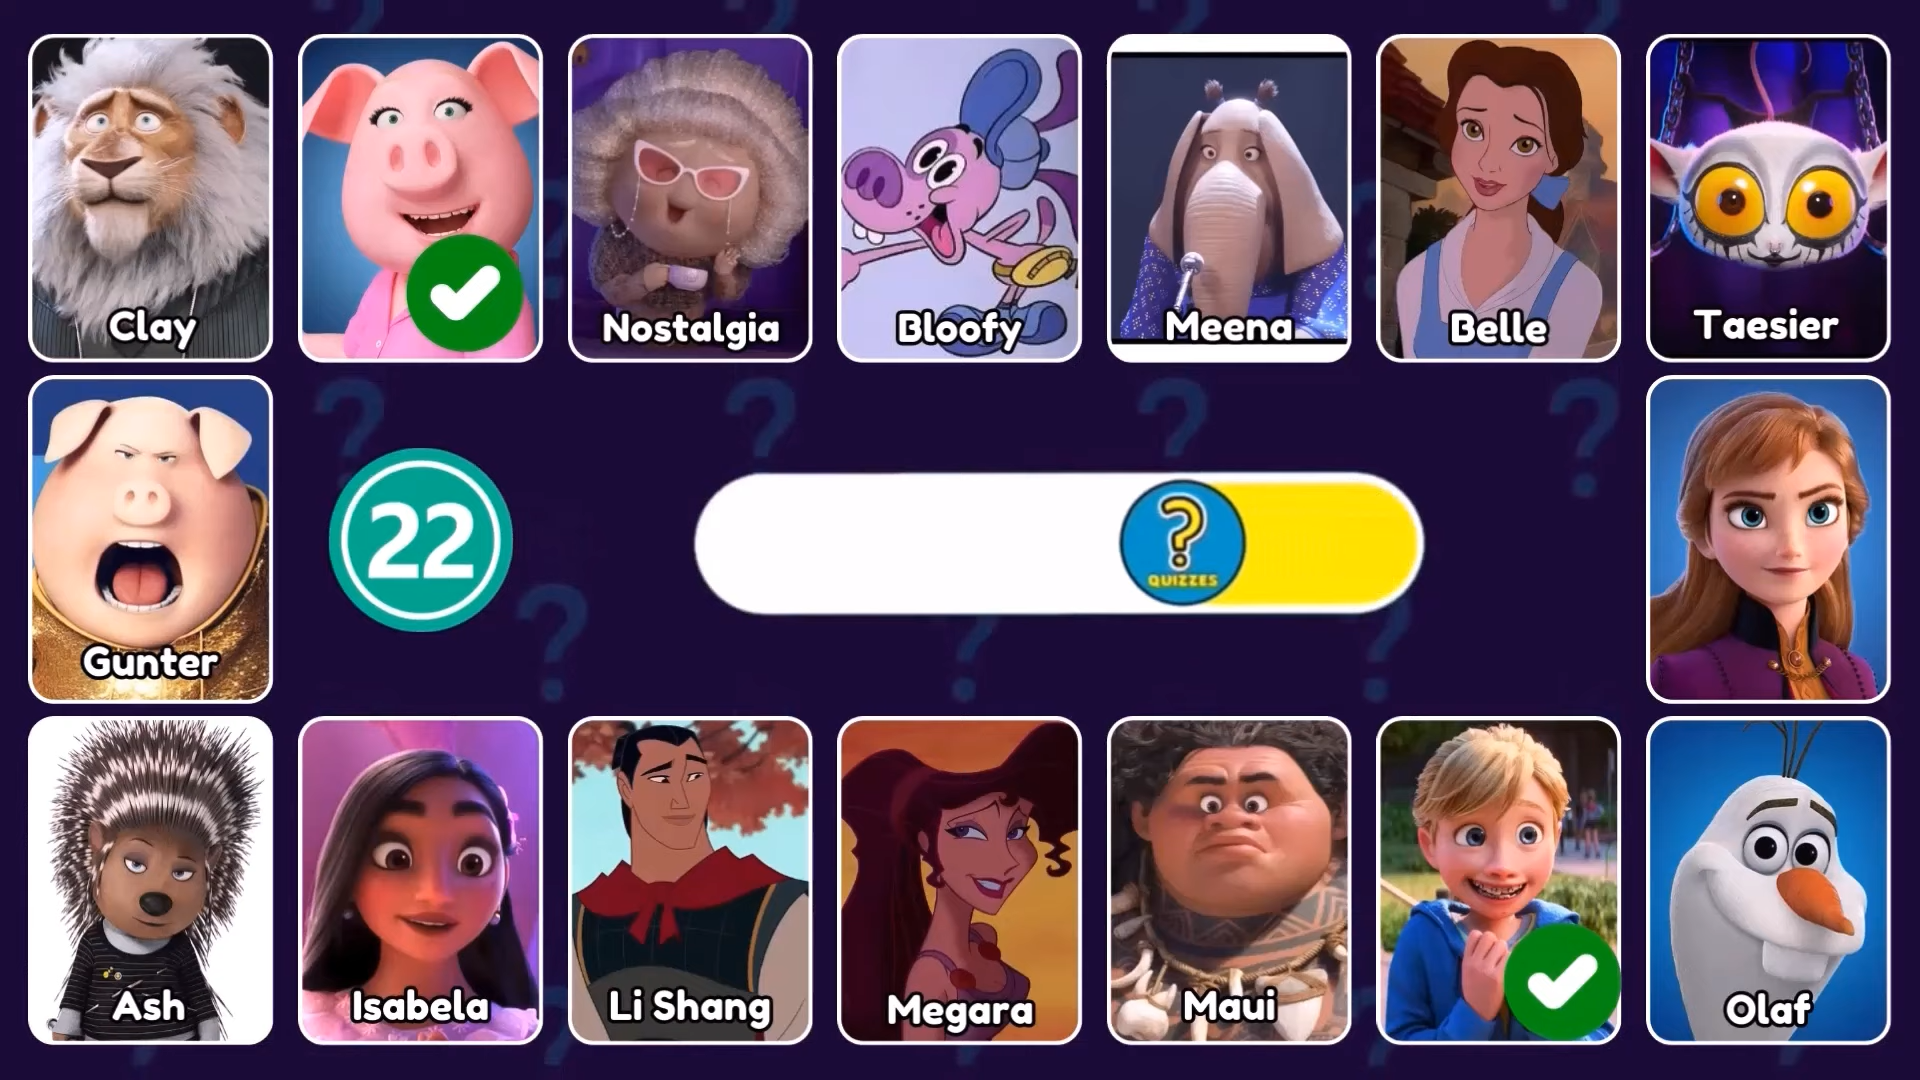 Clay
Nostalgia
Bloofy
Meena
Belle
Taesier
Gunter
22
?
QUIZZES
Ash
Isabela
Li Shang
Megara
Maui
Olaf